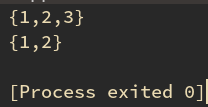 {1,2,3}
{1,2}
[Process exited 0]